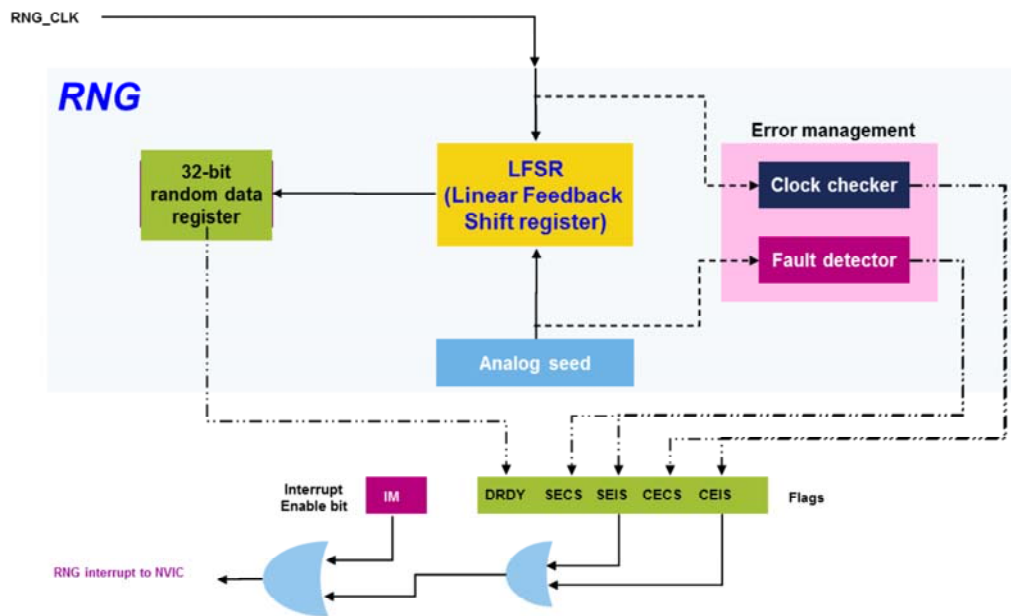 RNG_CLK
RNG
Error management
32-bit
random data
register
LFSR
(Linear Feedback
Shift register)
Clock checker
Fault detector
Analog seed
Interrupt
Enable bit
IM
DRDY SECS SEIS CECS CEIS
Flags
RNG interrupt to NVIC